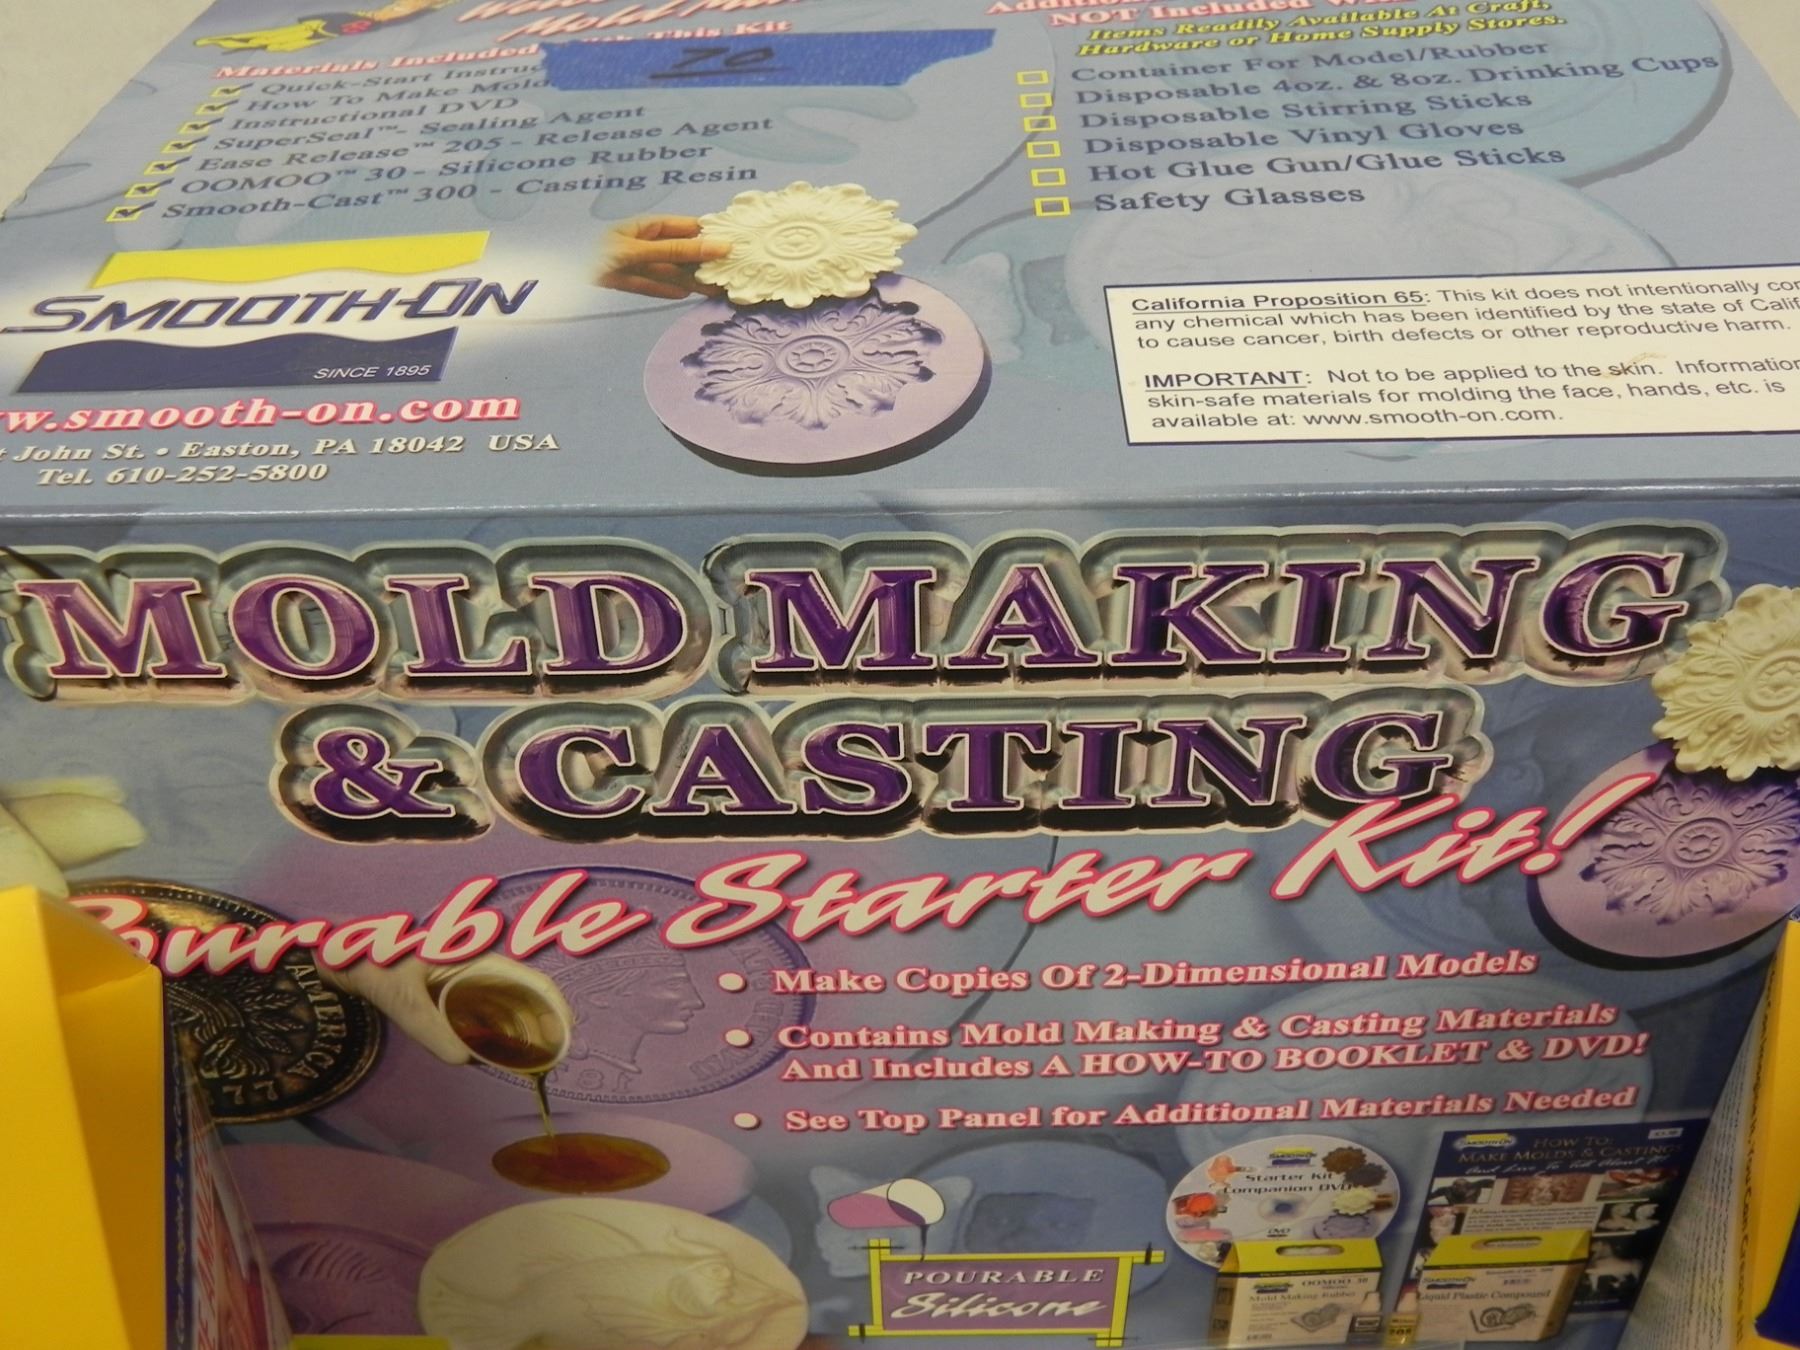 Materials Included With This Kit
Quick-Start
How To Make Mold
Instructional DVD
SuperSeal™- Sealing Agent
Ease Release™ 205 - Release Agent
OOMOO™ 30 - Silicone Rubber
Smooth-Cast™ 300 - Casting Resin
70
NOT Included
Items Readily Available At Craft,
Hardware or Home Supply Stores.
Container For Model/Rubber
Disposable 4oz. & 8oz. Drinking Cups
Disposable Stirring Sticks
Disposable Vinyl Gloves
Hot Glue Gun/Glue Sticks
Safety Glasses
SMOOTH-ON
SINCE 1895
w.smooth-on.com
John St. • Easton, PA 18042 USA
Tel. 610-252-5800
California Proposition 65: This kit does not intentionally
any chemical which has been identified by the state of
to cause cancer, birth defects or other reproductive harm.
IMPORTANT: Not to be applied to the skin. Information
skin-safe materials for molding the face, hands, etc. is
available at: www.smooth-on.com.
MOLD MAKING
& CASTING
Pourable Starter Kit!
• Make Copies Of 2-Dimensional Models
• Contains Mold Making & Casting Materials
And Includes A HOW-TO BOOKLET & DVD!
• See Top Panel for Additional Materials Needed
AMERICA
POURABLE
Silicone
Starter Kit
Companion DVD
HOW TO:
MAKE MOLDS & CASTINGS
OOMOO 30
Mold Making Rubber
SMOOTH-ON
Liquid Plastic Compound